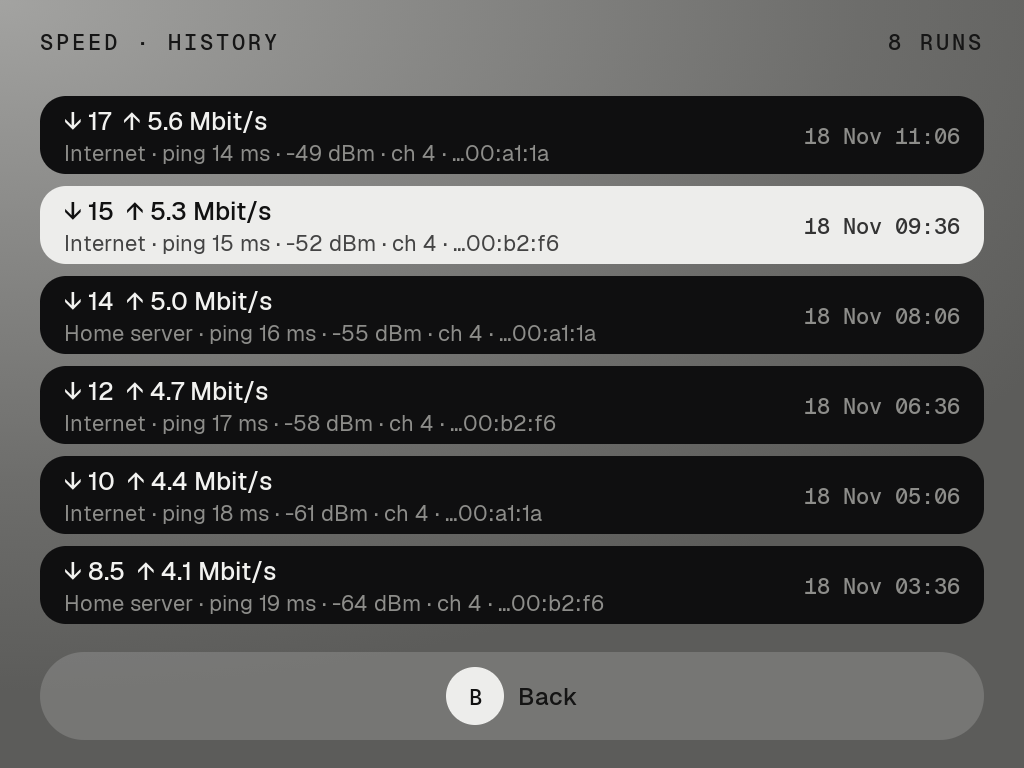 SPEED · HISTORY
8 RUNS
↓ 17 ↑ 5.6 Mbit/s
Internet · ping 14 ms · -49 dBm · ch 4 · …00:a1:1a
18 Nov 11:06
↓ 15 ↑ 5.3 Mbit/s
Internet · ping 15 ms · -52 dBm · ch 4 · …00:b2:f6
18 Nov 09:36
↓ 14 ↑ 5.0 Mbit/s
Home server · ping 16 ms · -55 dBm · ch 4 · …00:a1:1a
18 Nov 08:06
↓ 12 ↑ 4.7 Mbit/s
Internet · ping 17 ms · -58 dBm · ch 4 · …00:b2:f6
18 Nov 06:36
↓ 10 ↑ 4.4 Mbit/s
Internet · ping 18 ms · -61 dBm · ch 4 · …00:a1:1a
18 Nov 05:06
↓ 8.5 ↑ 4.1 Mbit/s
Home server · ping 19 ms · -64 dBm · ch 4 · …00:b2:f6
18 Nov 03:36
B Back